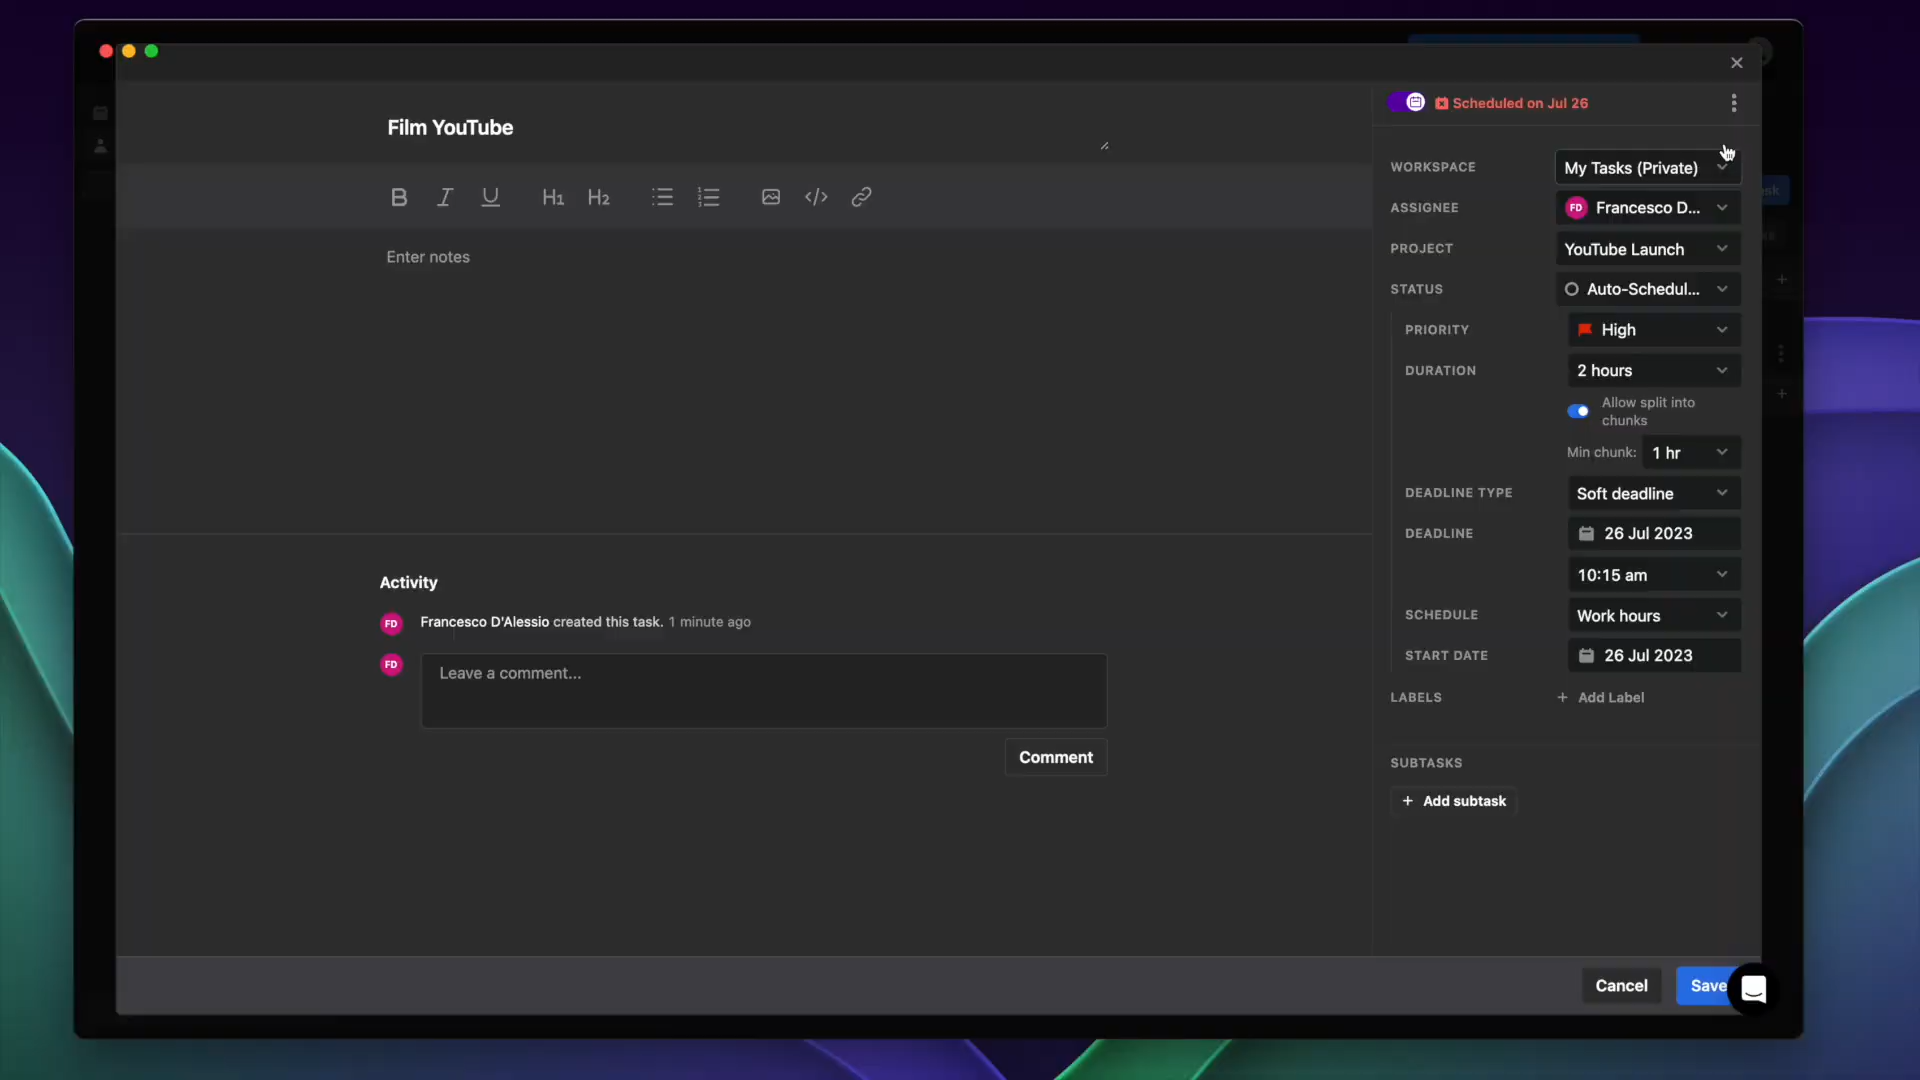 Film YouTube
B I U H1 H2
Enter notes
Activity
FD Francesco D'Alessio created this task. 1 minute ago
FD Leave a comment...
Comment
Scheduled on Jul 26
WORKSPACE My Tasks (Private)
ASSIGNEE FD Francesco D...
PROJECT YouTube Launch
STATUS Auto-Schedul...
PRIORITY High
DURATION 2 hours
Allow split into
chunks
Min chunk: 1 hr
DEADLINE TYPE Soft deadline
DEADLINE 26 Jul 2023
10:15 am
SCHEDULE Work hours
START DATE 26 Jul 2023
LABELS + Add Label
SUBTASKS
+ Add subtask
Cancel Save